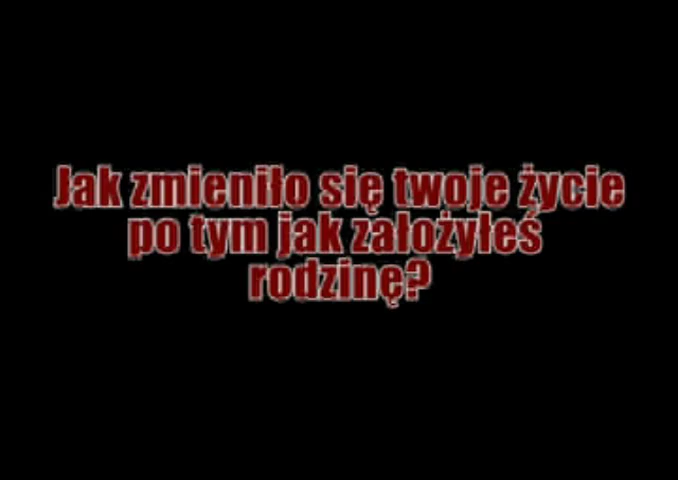 Jak zmieniło się twoje życie
po tym jak założyłeś
rodzinę?